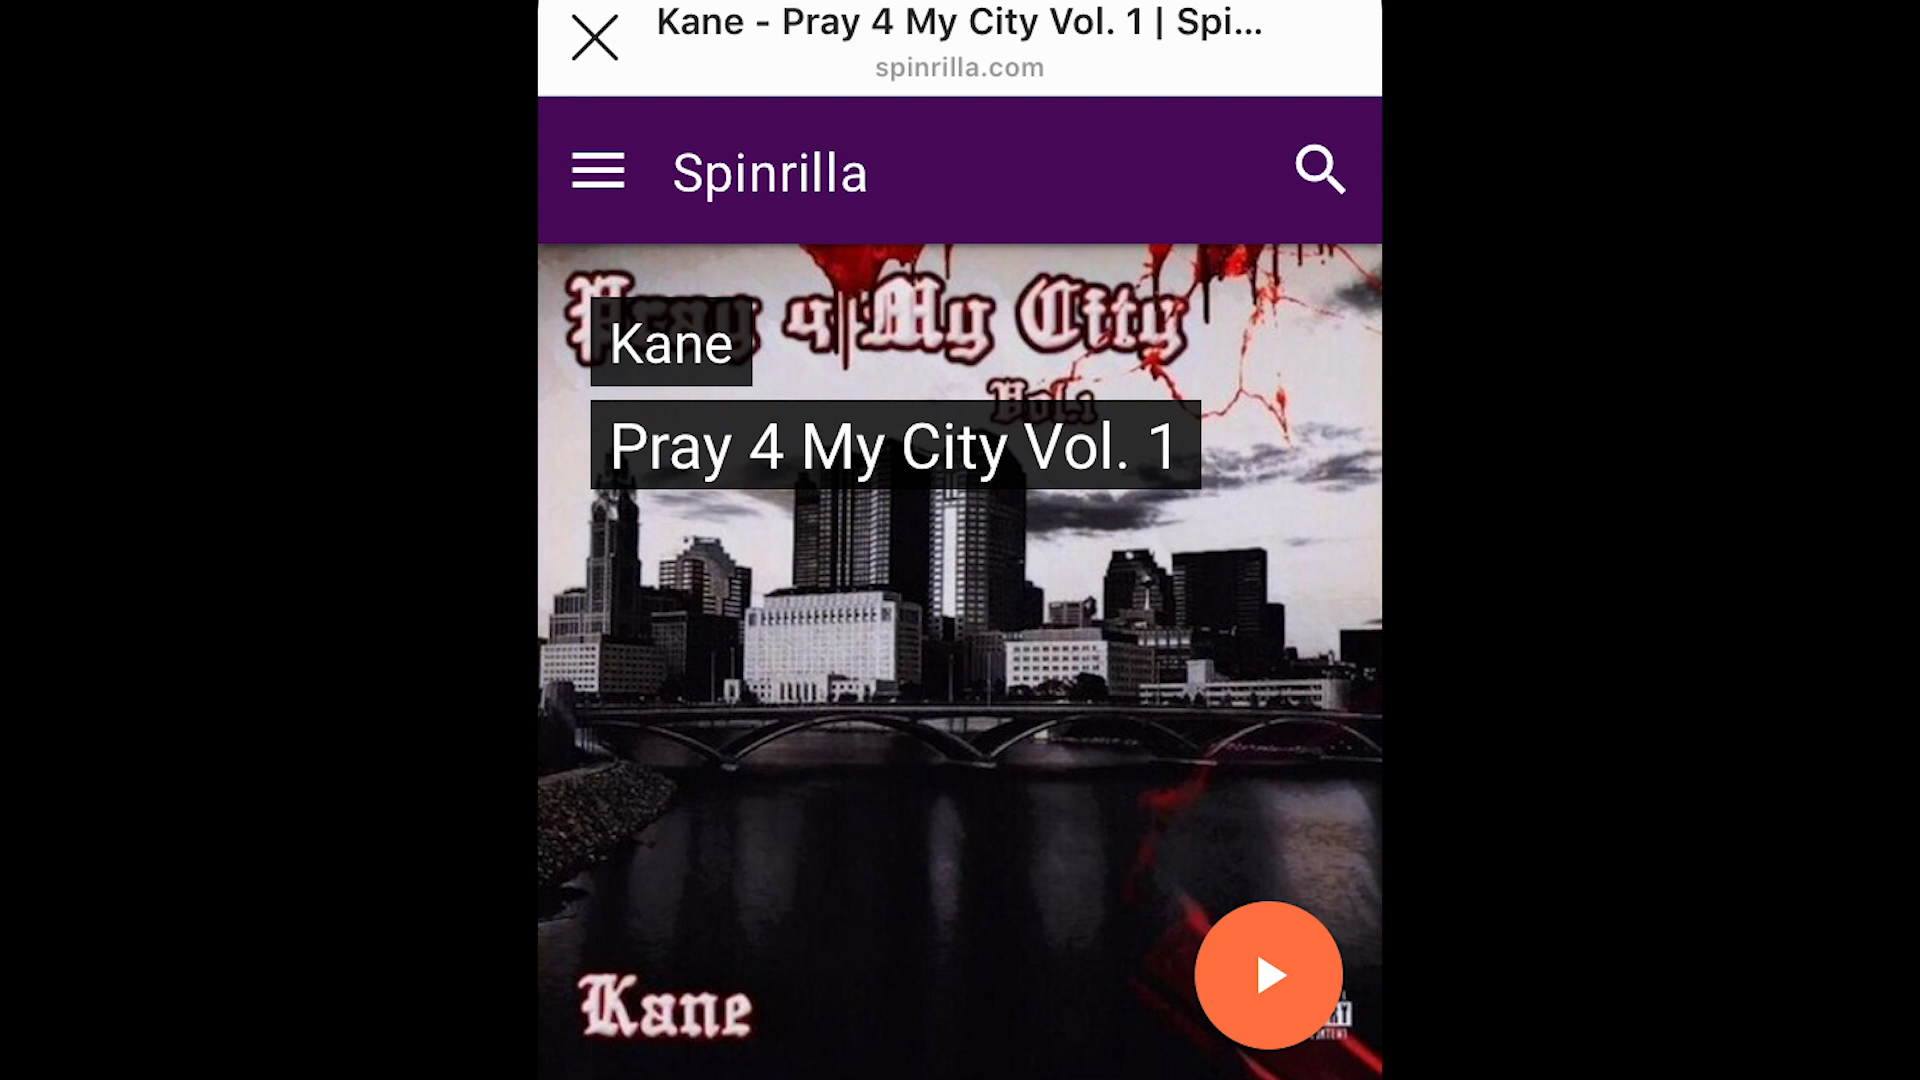 Kane - Pray 4 My City Vol. 1 | Spi...
spinrilla.com
Spinrilla
Pray 4 My City
Vol.1
Kane
Pray 4 My City Vol. 1
Kane